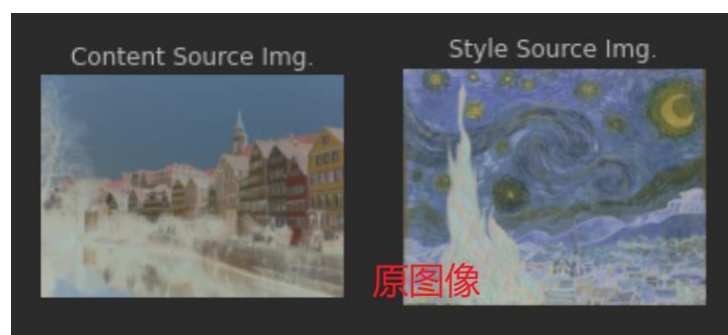 Content Source Img.
Style Source Img.
原图像